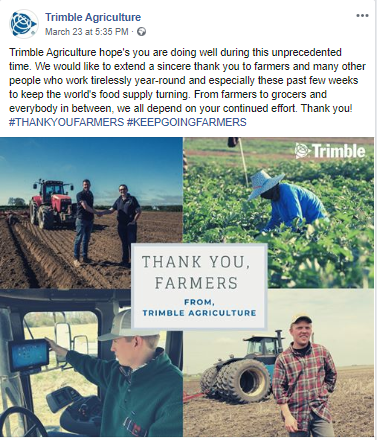 Trimble Agriculture
March 23 at 5:35 PM ·
Trimble Agriculture hope's you are doing well during this unprecedented
time. We would like to extend a sincere thank you to farmers and many other
people who work tirelessly year-round and especially these past few weeks
to keep the world's food supply turning. From farmers to grocers and
everybody in between, we all depend on your continued effort. Thank you!
#THANKYOUFARMERS #KEEPGOINGFARMERS
Trimble
THANK YOU,
FARMERS
FROM,
TRIMBLE AGRICULTURE